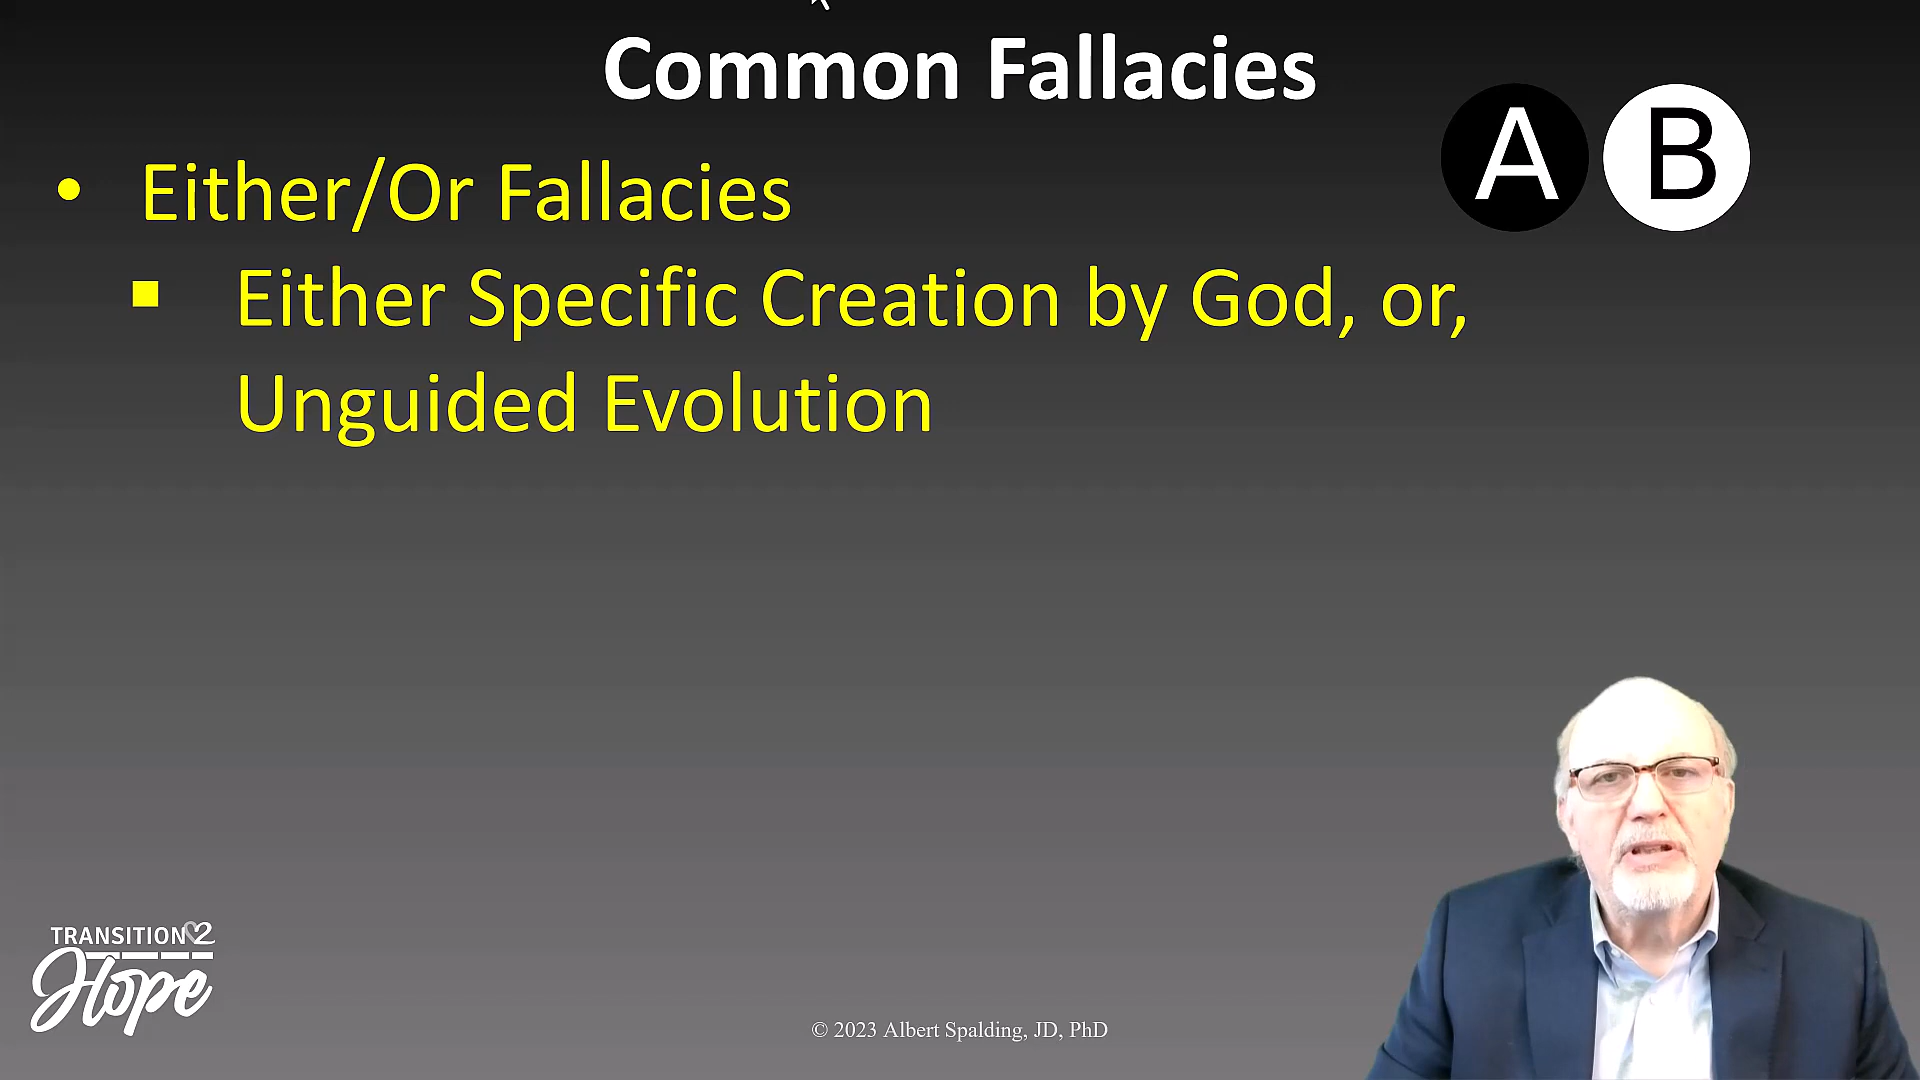 Common Fallacies
A B
• Either/Or Fallacies
▪ Either Specific Creation by God, or,
Unguided Evolution
TRANSITION 2
Hope
© 2023 Albert Spalding, JD, PhD